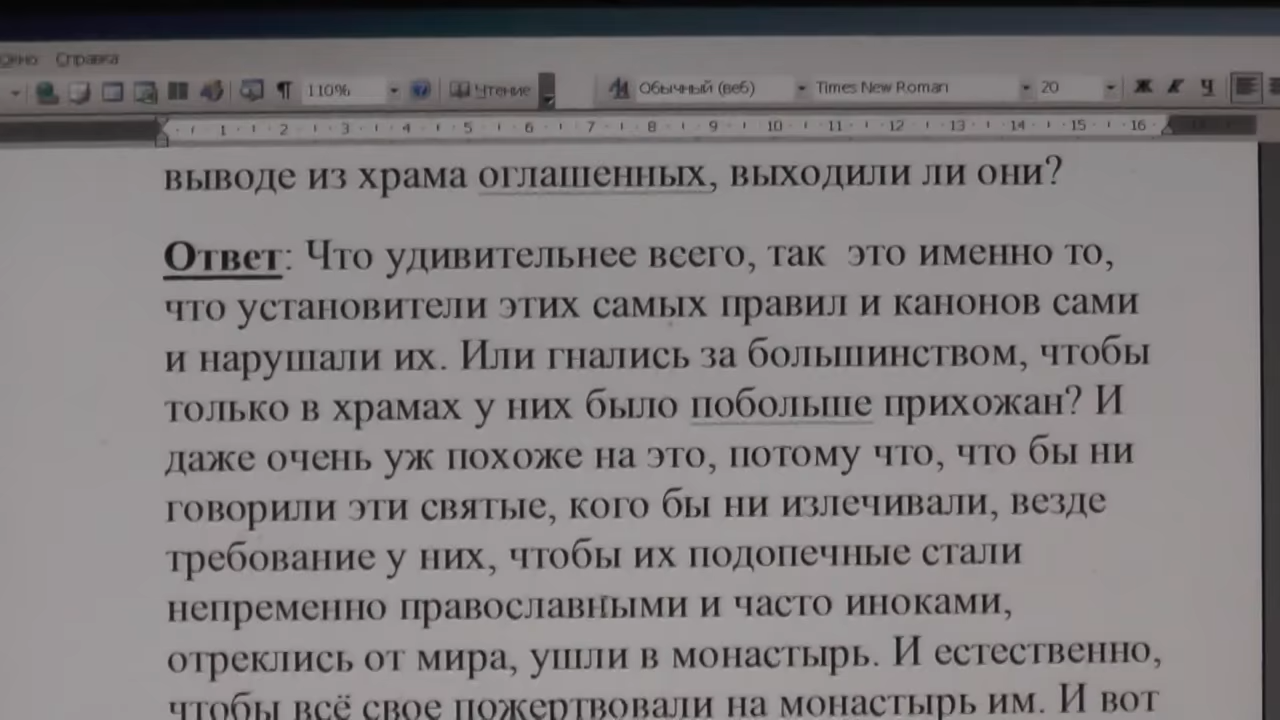 Окно Справка
110% Чтение Обычный (веб) Times New Roman 20 Ж К Ч
1 2 3 4 5 6 7 8 9 10 11 12 13 14 15 16
выводе из храма оглашенных, выходили ли они?
Ответ: Что удивительнее всего, так это именно то,
что установители этих самых правил и канонов сами
и нарушали их. Или гнались за большинством, чтобы
только в храмах у них было побольше прихожан? И
даже очень уж похоже на это, потому что, что бы ни
говорили эти святые, кого бы ни излечивали, везде
требование у них, чтобы их подопечные стали
непременно православными и часто иноками,
отреклись от мира, ушли в монастырь. И естественно,
чтобы всё свое пожертвовали на монастырь им. И вот